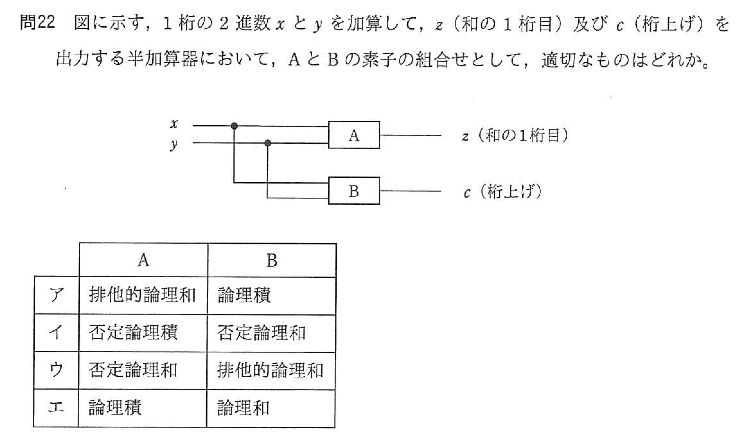 問22 図に示す，1桁の2進数xとyを加算して，z（和の1桁目）及びc（桁上げ）を
出力する半加算器において，AとBの素子の組合せとして，適切なものはどれか。
x
A
z（和の1桁目）
y
B
c（桁上げ）
A B
ア 排他的論理和 論理積
イ 否定論理積 否定論理和
ウ 否定論理和 排他的論理和
エ 論理積 論理和